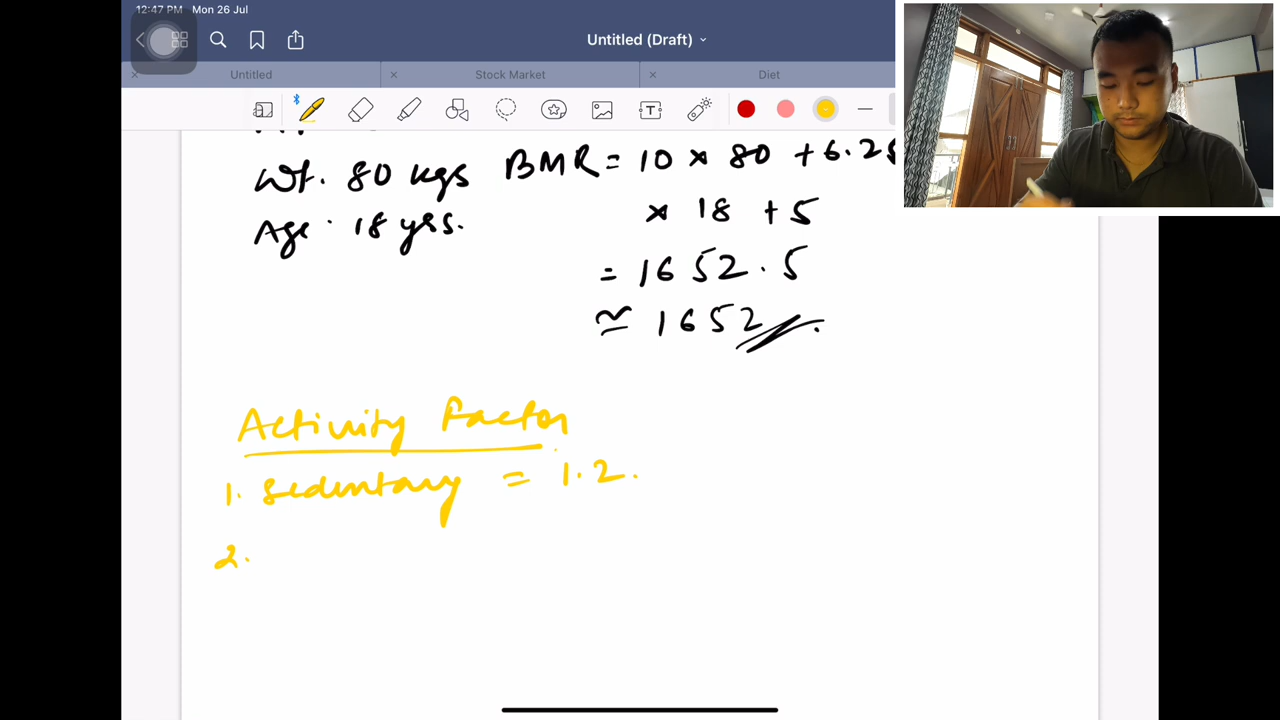 12:47 PM Mon 26 Jul
Untitled (Draft)
Untitled
Stock Market
Diet
Wt. 80 kgs
BMR = 10 × 80 + 6.25
Age . 18 yrs.
× 18 + 5
= 1652.5
≅ 1652
Activity Factor
1. Sedentary = 1.2.
2.